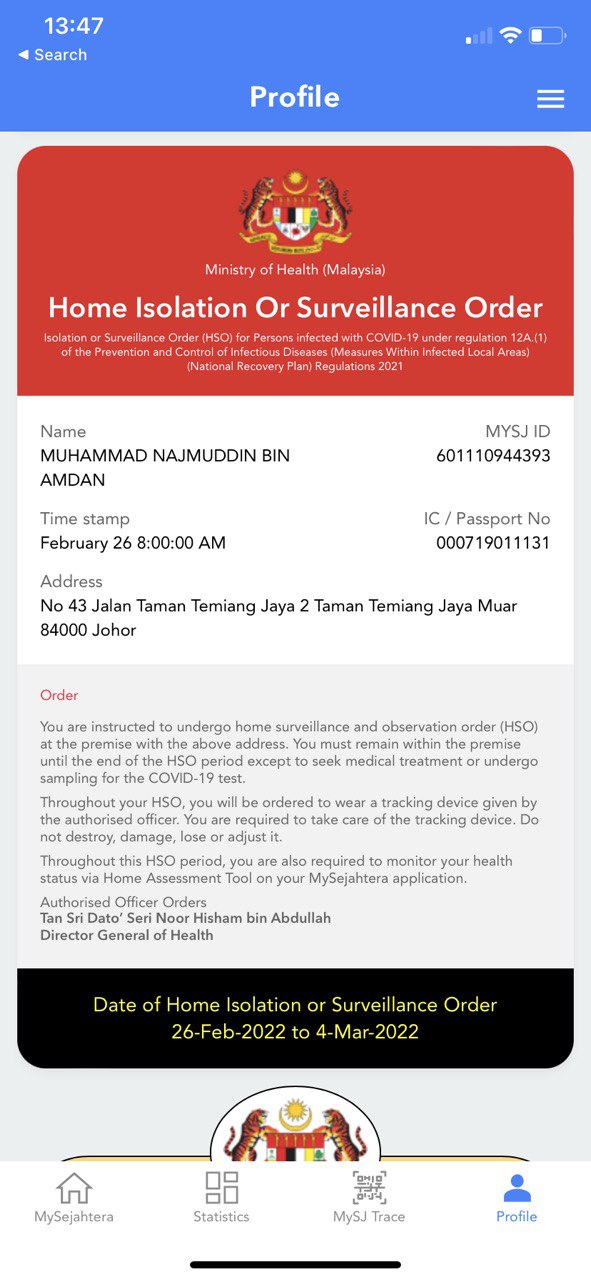 13:47
◀ Search
Profile
Ministry of Health (Malaysia)
Home Isolation Or Surveillance Order
Isolation or Surveillance Order (HSO) for Persons infected with COVID-19 under regulation 12A.(1)
of the Prevention and Control of Infectious Diseases (Measures Within Infected Local Areas)
(National Recovery Plan) Regulations 2021
Name
MYSJ ID
MUHAMMAD NAJMUDDIN BIN
AMDAN
601110944393
Time stamp
IC / Passport No
February 26 8:00:00 AM
000719011131
Address
No 43 Jalan Taman Temiang Jaya 2 Taman Temiang Jaya Muar
84000 Johor
Order
You are instructed to undergo home surveillance and observation order (HSO)
at the premise with the above address. You must remain within the premise
until the end of the HSO period except to seek medical treatment or undergo
sampling for the COVID-19 test.
Throughout your HSO, you will be ordered to wear a tracking device given by
the authorised officer. You are required to take care of the tracking device. Do
not destroy, damage, lose or adjust it.
Throughout this HSO period, you are also required to monitor your health
status via Home Assessment Tool on your MySejahtera application.
Authorised Officer Orders
Tan Sri Dato’ Seri Noor Hisham bin Abdullah
Director General of Health
Date of Home Isolation or Surveillance Order
26-Feb-2022 to 4-Mar-2022
MySejahtera
Statistics
MySJ Trace
Profile